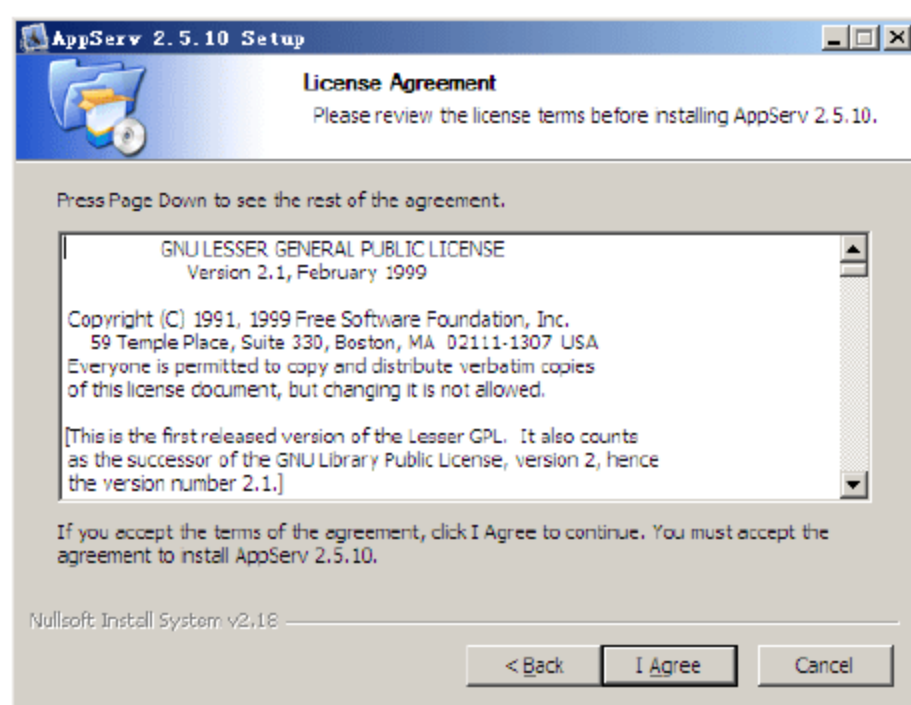 AppServ 2.5.10 Setup
License Agreement
Please review the license terms before installing AppServ 2.5.10.
Press Page Down to see the rest of the agreement.
GNU LESSER GENERAL PUBLIC LICENSE
Version 2.1, February 1999
Copyright (C) 1991, 1999 Free Software Foundation, Inc.
59 Temple Place, Suite 330, Boston, MA 02111-1307 USA
Everyone is permitted to copy and distribute verbatim copies
of this license document, but changing it is not allowed.
[This is the first released version of the Lesser GPL. It also counts
as the successor of the GNU Library Public License, version 2, hence
the version number 2.1.]
If you accept the terms of the agreement, click I Agree to continue. You must accept the
agreement to install AppServ 2.5.10.
Nullsoft Install System v2.18
< Back I Agree Cancel